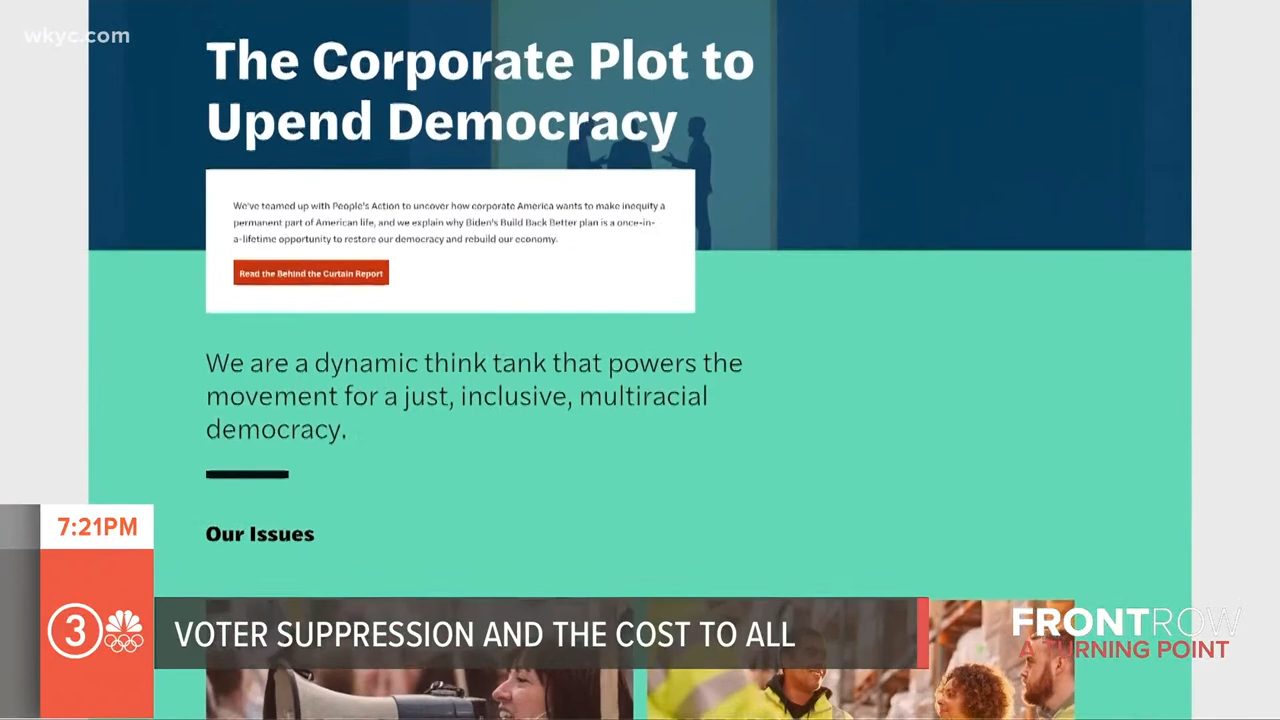 wkyc.com
The Corporate Plot to
Upend Democracy
We've teamed up with People's Action to uncover how corporate America wants to make inequity a
permanent part of American life, and we explain why Biden's Build Back Better plan is a once-in-
a-lifetime opportunity to restore our democracy and rebuild our economy.
Read the Behind the Curtain Report
We are a dynamic think tank that powers the
movement for a just, inclusive, multiracial
democracy.
Our Issues
7:21PM
3
VOTER SUPPRESSION AND THE COST TO ALL
FRONTROW
A TURNING POINT